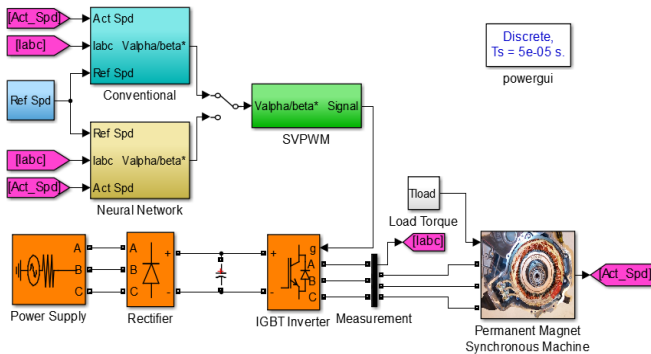 [Act_Spd]
Act Spd
[Iabc]
Iabc Valpha/beta*
Ref Spd
Conventional
Ref Spd
Ref Spd
[Iabc]
Iabc Valpha/beta*
[Act_Spd]
Act Spd
Neural Network
Valpha/beta* Signal
SVPWM
Discrete,
Ts = 5e-05 s.
powergui
Tload
Load Torque
[Iabc]
A
B
C
Power Supply
A
B
C
+
-
Rectifier
+
-
g
A
B
C
IGBT Inverter
Measurement
[Act_Spd]
Permanent Magnet
Synchronous Machine